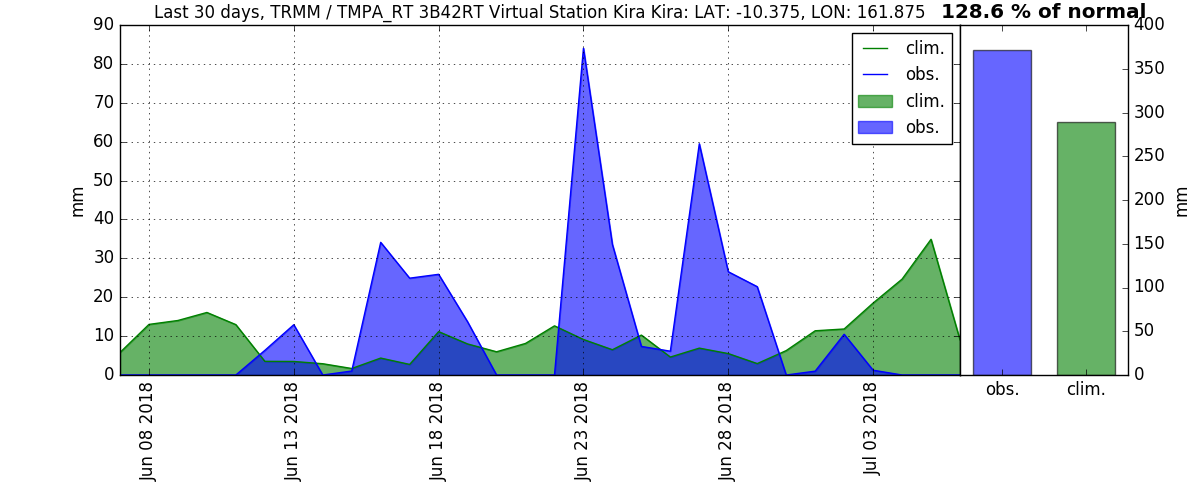 Last 30 days, TRMM / TMPA_RT 3B42RT Virtual Station Kira Kira: LAT: -10.375, LON: 161.875
128.6 % of normal
90
80
70
60
50
40
30
20
10
0
mm
Jun 08 2018
Jun 13 2018
Jun 18 2018
Jun 23 2018
Jun 28 2018
Jul 03 2018
clim.
obs.
clim.
obs.
400
350
300
250
200
150
100
50
0
mm
obs.
clim.